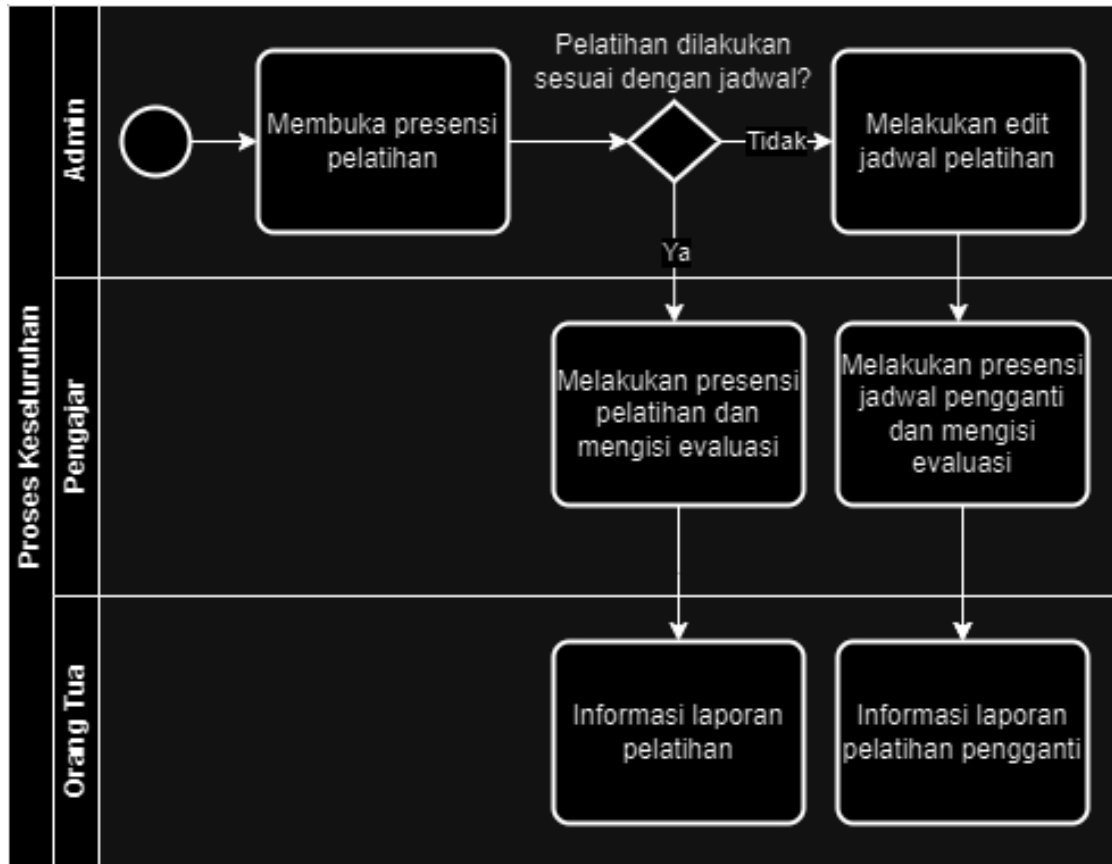 Proses Keseluruhan
Admin
Membuka presensi
pelatihan
Pelatihan dilakukan
sesuai dengan jadwal?
Tidak
Melakukan edit
jadwal pelatihan
Ya
Pengajar
Melakukan presensi
pelatihan dan
mengisi evaluasi
Melakukan presensi
jadwal pengganti
dan mengisi
evaluasi
Orang Tua
Informasi laporan
pelatihan
Informasi laporan
pelatihan pengganti